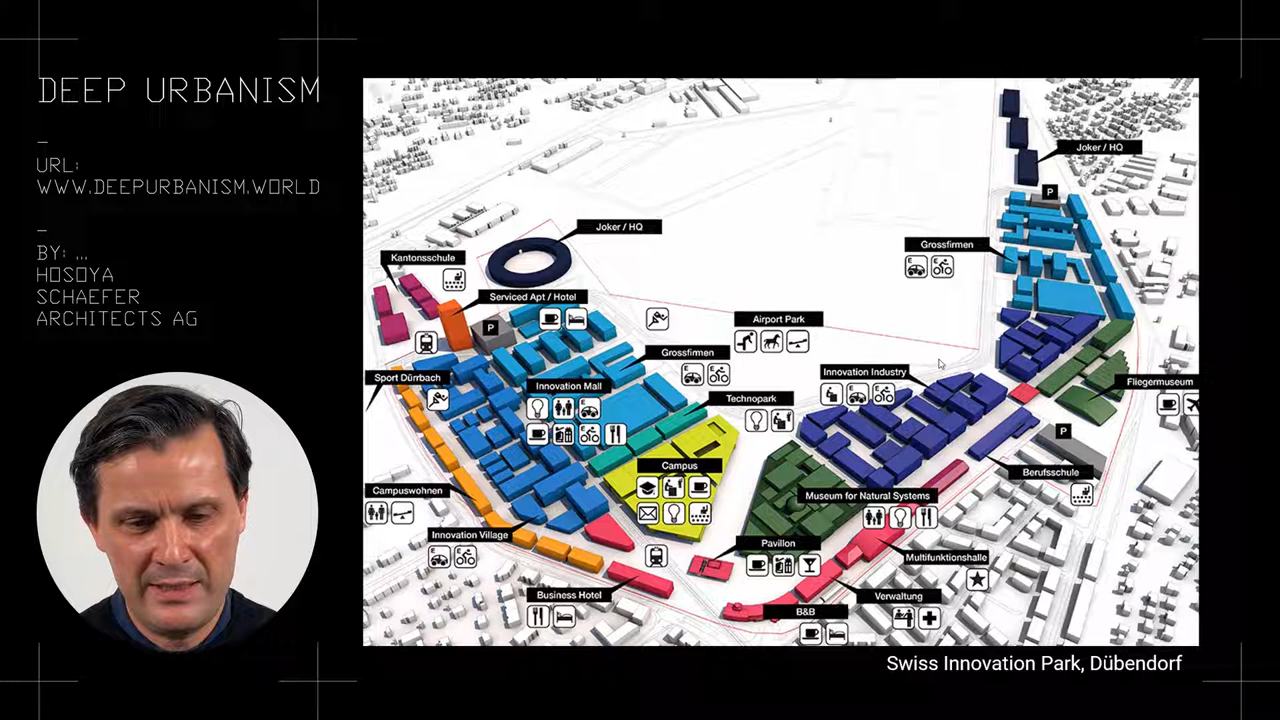 DEEP URBANISM
–
URL:
WWW.DEEPURBANISM.WORLD
–
BY: ...
HOSOYA
SCHAEFER
ARCHITECTS AG
Joker / HQ
P
Joker / HQ
Grossfirmen
Kantonsschule
Serviced Apt / Hotel
P
Airport Park
Grossfirmen
Innovation Industry
Sport Dürrbach
Innovation Mall
Fliegermuseum
Technopark
P
Campus
Berufsschule
Campuswohnen
Museum for Natural Systems
Innovation Village
Pavillon
Multifunktionshalle
Business Hotel
Verwaltung
B&B
Swiss Innovation Park, Dübendorf